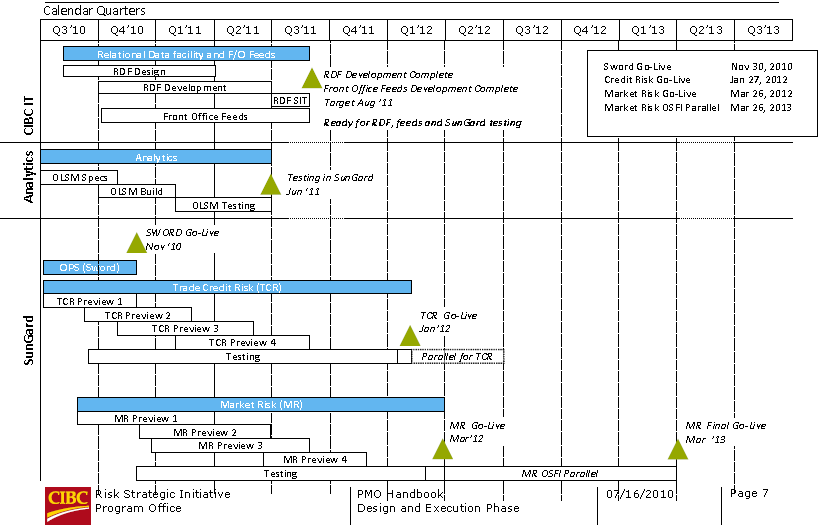 Calendar Quarters
Q3'10 Q4'10 Q1'11 Q2'11 Q3'11 Q4'11 Q1'12 Q2'12 Q3'12 Q4'12 Q1'13 Q2'13 Q3'13
CIBC IT
Relational Data facility and F/O Feeds
RDF Design
RDF Development
RDF SIT
Front Office Feeds
RDF Development Complete
Front Office Feeds Development Complete
Target Aug '11
Ready for RDF, feeds and SunGard testing
Sword Go-Live Nov 30, 2010
Credit Risk Go-Live Jan 27, 2012
Market Risk Go-Live Mar 26, 2012
Market Risk OSFI Parallel Mar 26, 2013
Analytics
Analytics
OLSM Specs
OLSM Build
OLSM Testing
Testing in SunGard
Jun '11
SunGard
SWORD Go-Live
Nov '10
OPS (Sword)
Trade Credit Risk (TCR)
TCR Preview 1
TCR Preview 2
TCR Preview 3
TCR Preview 4
Testing
Parallel for TCR
TCR Go-Live
Jan'12
Market Risk (MR)
MR Preview 1
MR Preview 2
MR Preview 3
MR Preview 4
Testing
MR OSFI Parallel
MR Go-Live
Mar'12
MR Final Go-Live
Mar '13
CIBC
Risk Strategic Initiative
Program Office
PMO Handbook
Design and Execution Phase
07/16/2010
Page 7